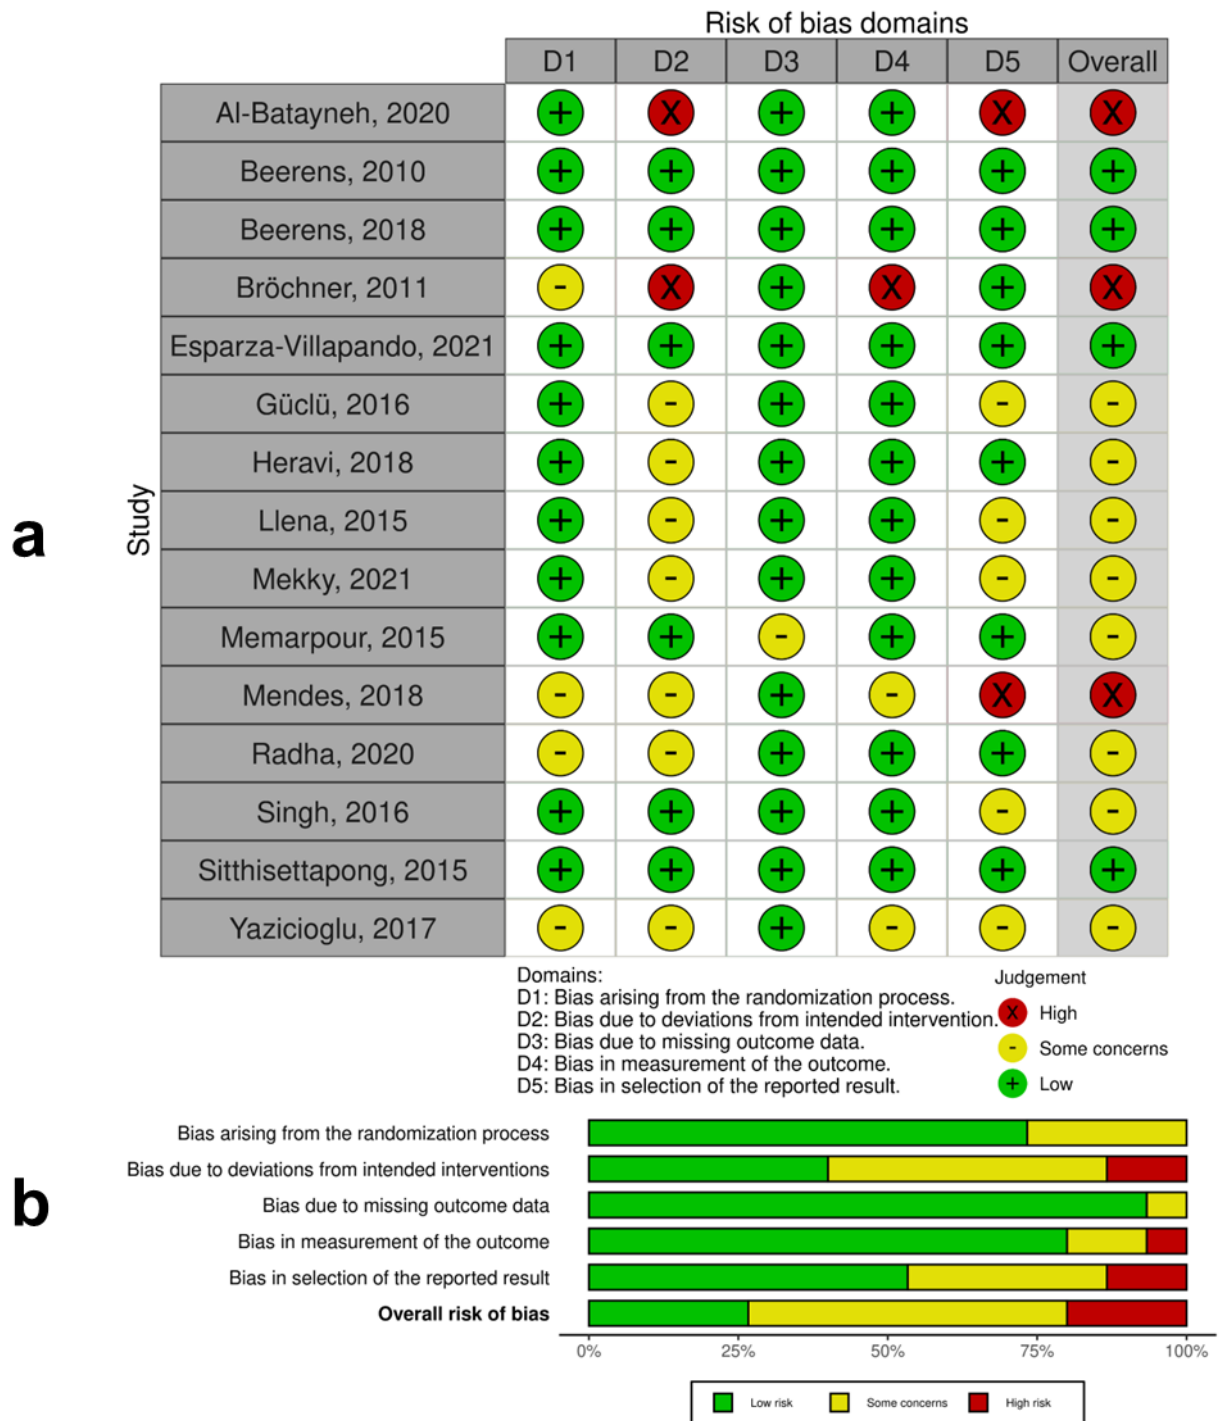 Risk of bias domains
D1 D2 D3 D4 D5 Overall
Al-Batayneh, 2020 + X + + X X
Beerens, 2010 + + + + + +
Beerens, 2018 + + + + + +
Bröchner, 2011 - X + X + X
Esparza-Villapando, 2021 + + + + + +
Güclü, 2016 + - + + - -
Heravi, 2018 + - + + + -
Llena, 2015 + - + + - -
Mekky, 2021 + - + + - -
Memarpour, 2015 + + - + + -
Mendes, 2018 - - + - X X
Radha, 2020 - - + + + -
Singh, 2016 + + + + - -
Sitthisettapong, 2015 + + + + + +
Yazicioglu, 2017 - - + - - -
Study
a
Domains:
D1: Bias arising from the randomization process.
D2: Bias due to deviations from intended intervention.
D3: Bias due to missing outcome data.
D4: Bias in measurement of the outcome.
D5: Bias in selection of the reported result.
Judgement
X High
- Some concerns
+ Low
b
Bias arising from the randomization process
Bias due to deviations from intended interventions
Bias due to missing outcome data
Bias in measurement of the outcome
Bias in selection of the reported result
Overall risk of bias
0% 25% 50% 75% 100%
Low risk Some concerns High risk